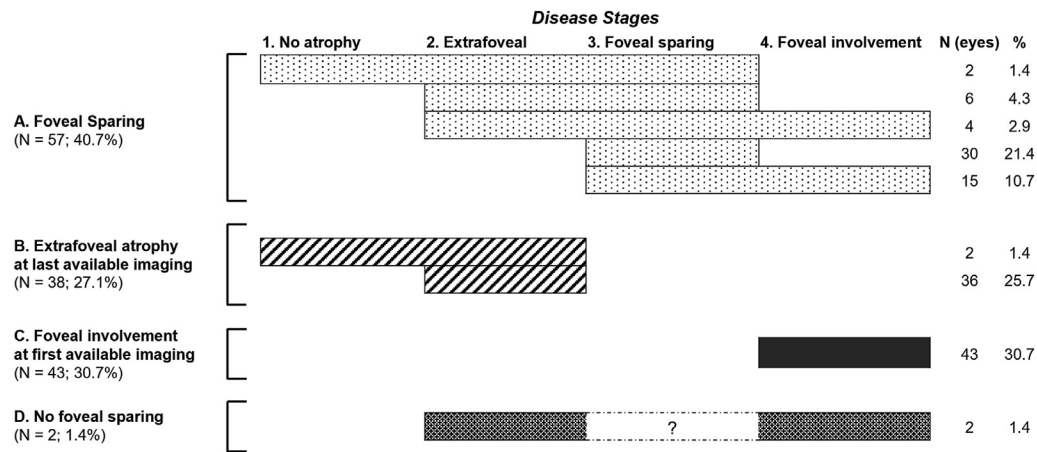 Disease Stages
1. No atrophy 2. Extrafoveal 3. Foveal sparing 4. Foveal involvement N (eyes) %
2 1.4
6 4.3
A. Foveal Sparing
(N = 57; 40.7%)
4 2.9
30 21.4
15 10.7
B. Extrafoveal atrophy
at last available imaging
(N = 38; 27.1%)
2 1.4
36 25.7
C. Foveal involvement
at first available imaging
(N = 43; 30.7%)
43 30.7
D. No foveal sparing
(N = 2; 1.4%)
? 2 1.4